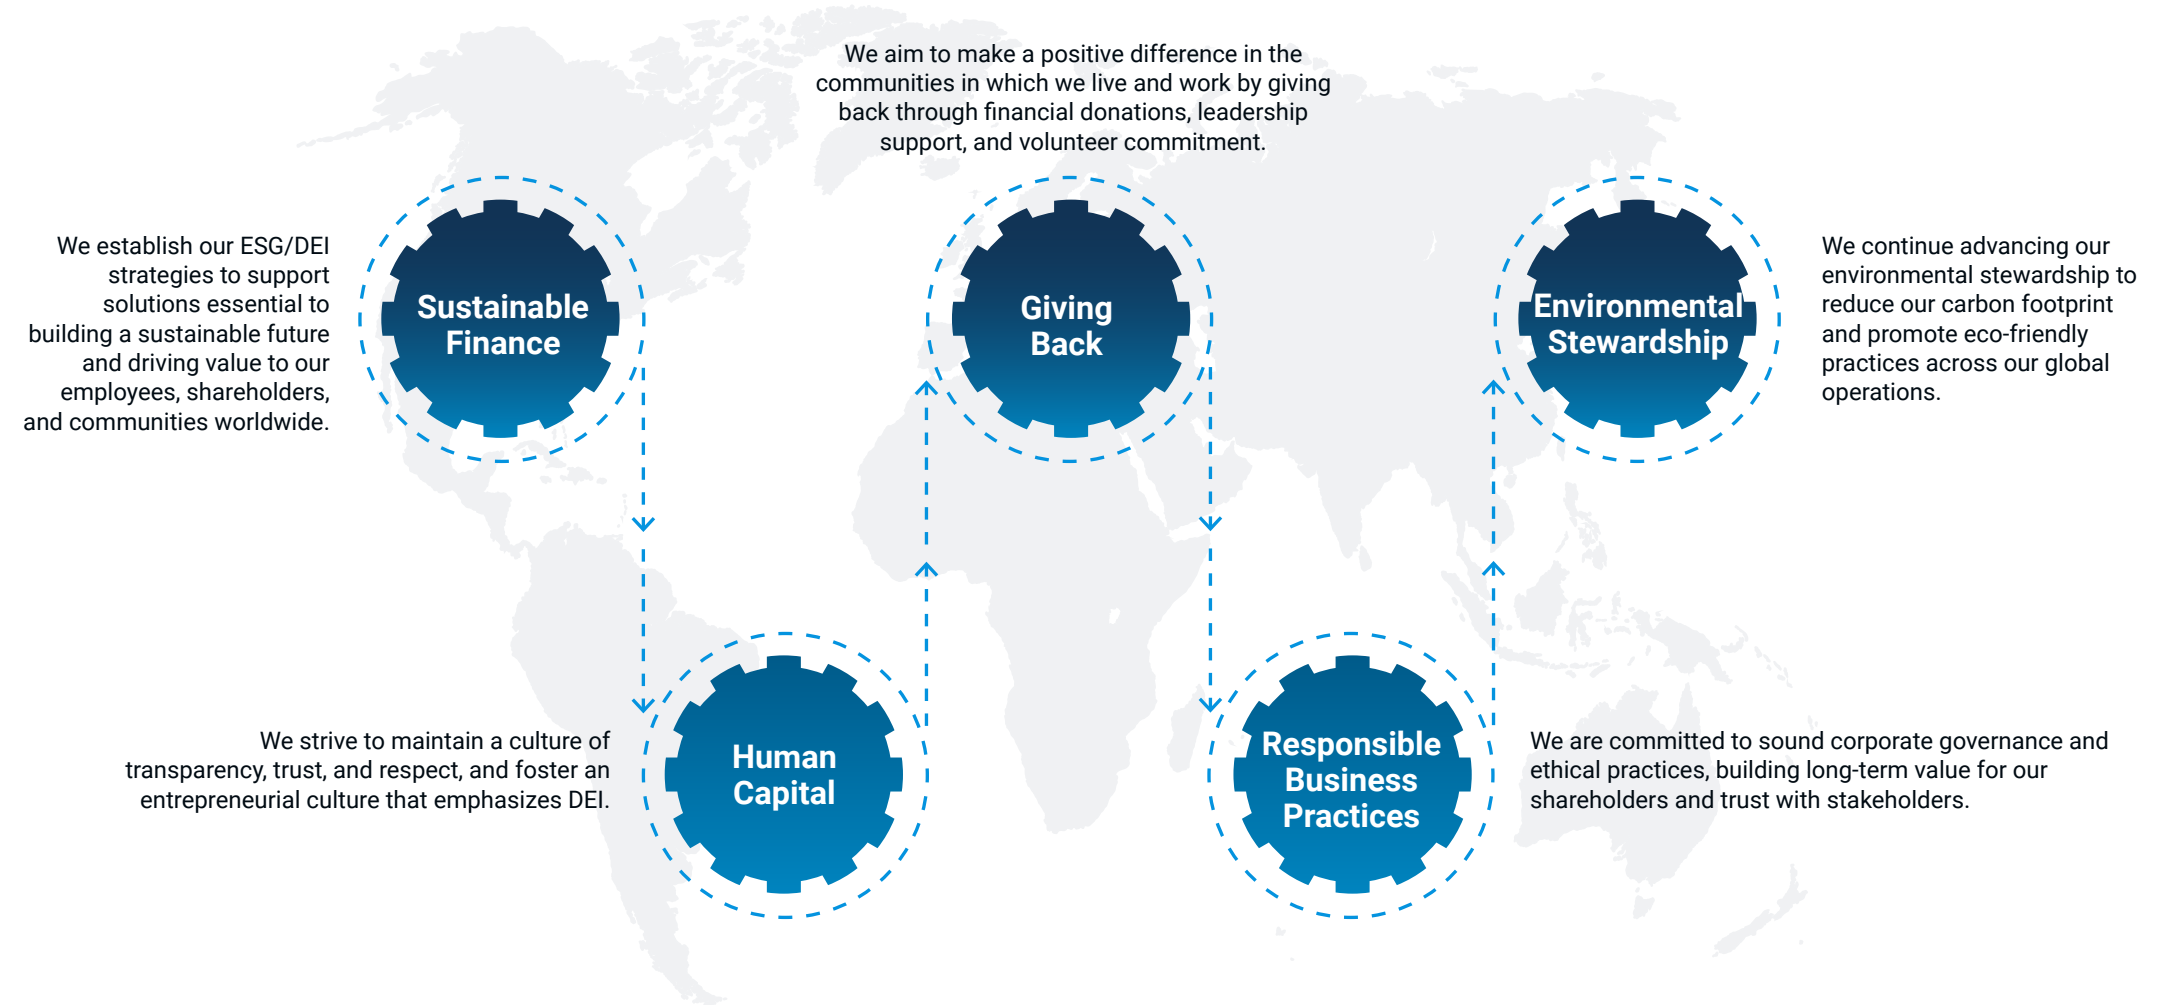 We establish our ESG/DEI
strategies to support
solutions essential to
building a sustainable future
and driving value to our
employees, shareholders,
and communities worldwide.
Sustainable
Finance
We strive to maintain a culture of
transparency, trust, and respect, and foster an
entrepreneurial culture that emphasizes DEI.
Human
Capital
We aim to make a positive difference in the
communities in which we live and work by giving
back through financial donations, leadership
support, and volunteer commitment.
Giving
Back
Responsible
Business
Practices
We are committed to sound corporate governance and
ethical practices, building long-term value for our
shareholders and trust with stakeholders.
Environmental
Stewardship
We continue advancing our
environmental stewardship to
reduce our carbon footprint
and promote eco-friendly
practices across our global
operations.